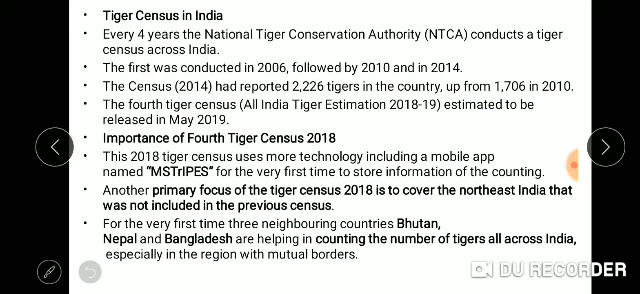 • Tiger Census in India
• Every 4 years the National Tiger Conservation Authority (NTCA) conducts a tiger
census across India.
• The first was conducted in 2006, followed by 2010 and in 2014.
• The Census (2014) had reported 2,226 tigers in the country, up from 1,706 in 2010.
• The fourth tiger census (All India Tiger Estimation 2018-19) estimated to be
released in May 2019.
• Importance of Fourth Tiger Census 2018
• This 2018 tiger census uses more technology including a mobile app
named “MSTrIPES” for the very first time to store information of the counting.
• Another primary focus of the tiger census 2018 is to cover the northeast India that
was not included in the previous census.
• For the very first time three neighbouring countries Bhutan,
Nepal and Bangladesh are helping in counting the number of tigers all across India,
especially in the region with mutual borders.
DU RECORDER